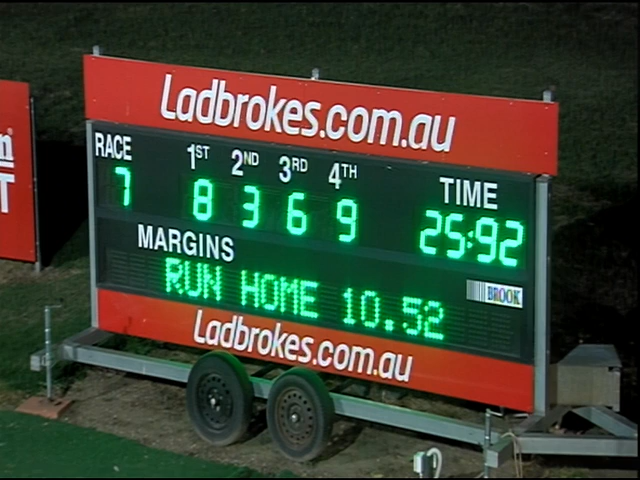 Ladbrokes.com.au
RACE 1ST 2ND 3RD 4TH TIME
7 8 3 6 9 25:92
MARGINS
RUN HOME 10.52
BROOK
Ladbrokes.com.au